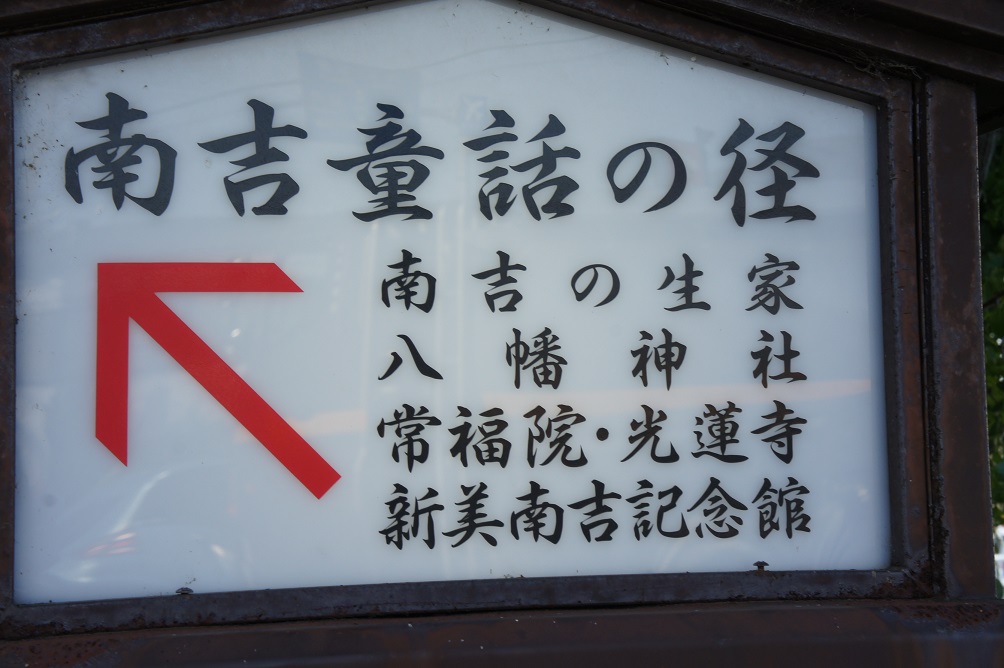 南吉童話の径
南吉の生家
八幡神社
常福院・光蓮寺
新美南吉記念館